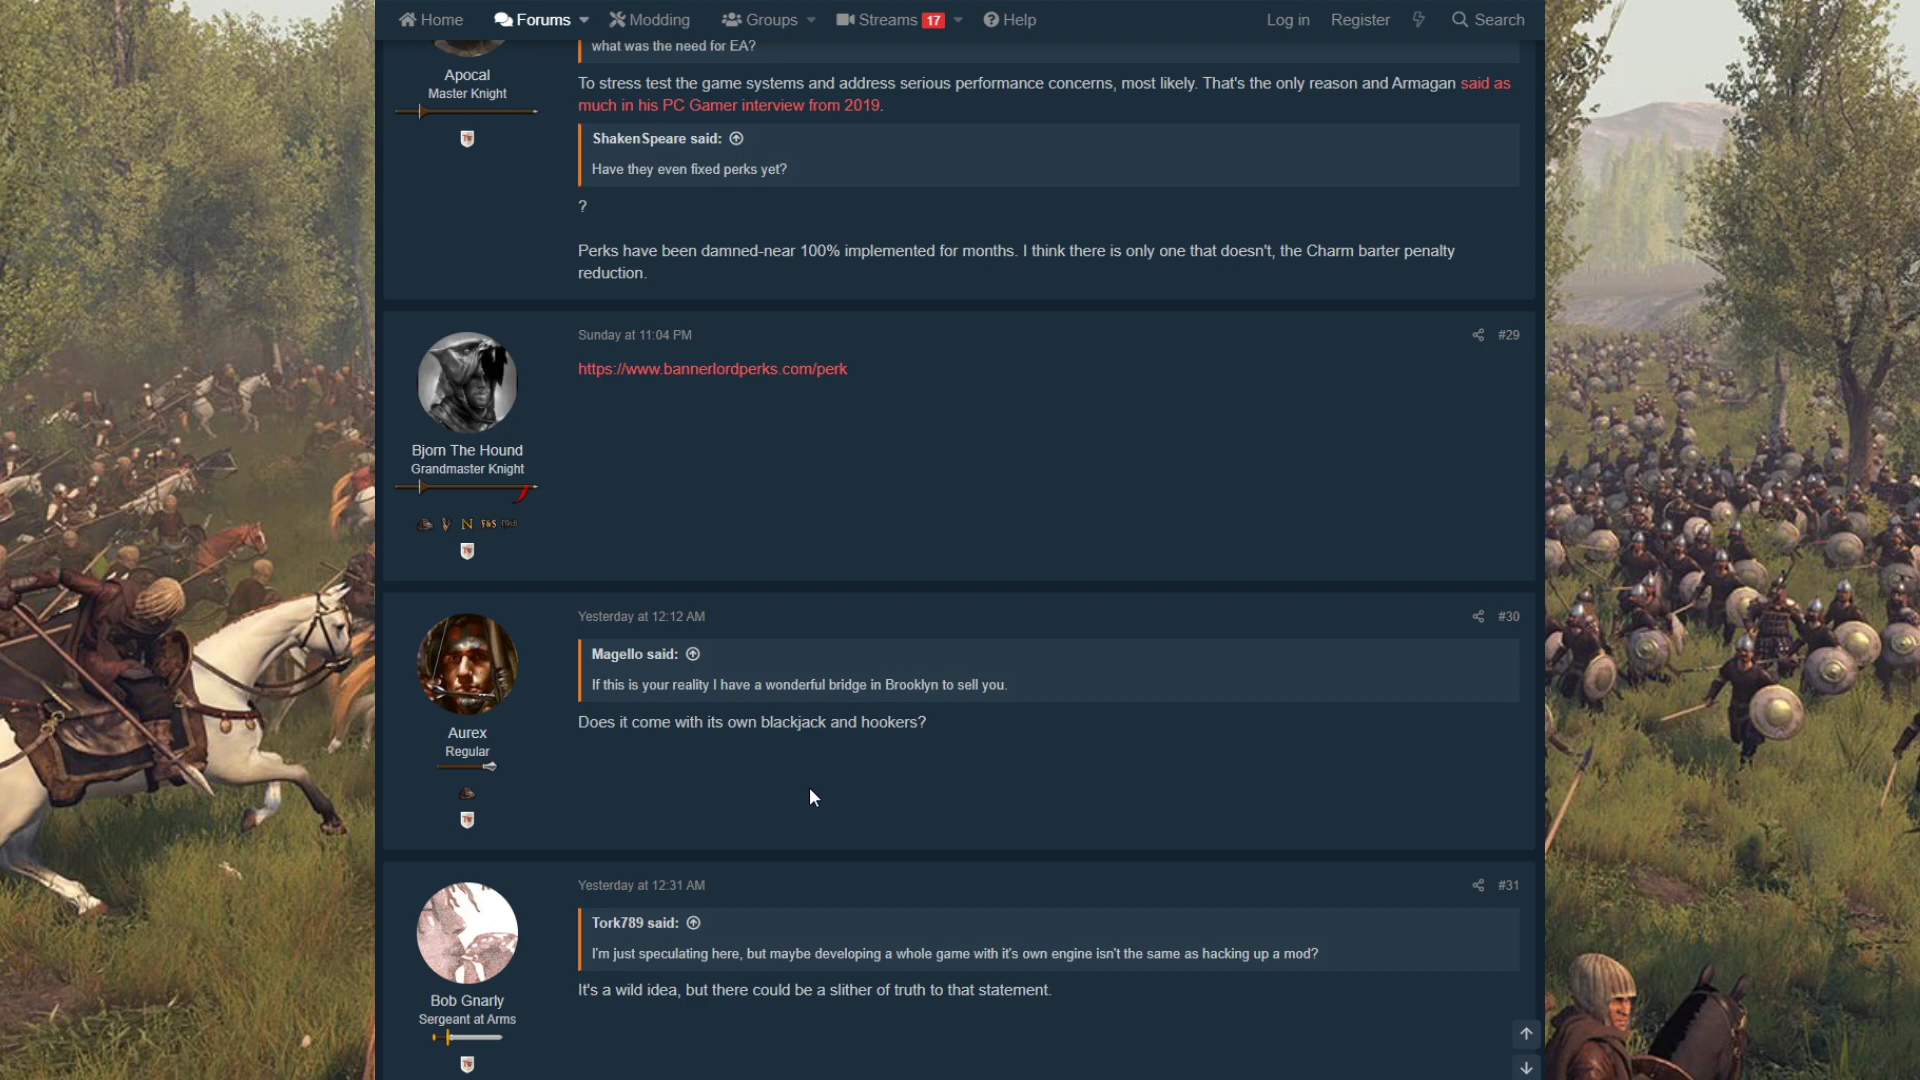 Home Forums Modding Groups Streams 17 Help Log in Register Search
what was the need for EA?
Apocal
Master Knight
To stress test the game systems and address serious performance concerns, most likely. That's the only reason and Armagan said as
much in his PC Gamer interview from 2019.
ShakenSpeare said:
Have they even fixed perks yet?
?
Perks have been damned-near 100% implemented for months. I think there is only one that doesn't, the Charm barter penalty
reduction.
Sunday at 11:04 PM #29
https://www.bannerlordperks.com/perk
Bjorn The Hound
Grandmaster Knight
N F&S
Yesterday at 12:12 AM #30
Magello said:
If this is your reality I have a wonderful bridge in Brooklyn to sell you.
Does it come with its own blackjack and hookers?
Aurex
Regular
Yesterday at 12:31 AM #31
Tork789 said:
I'm just speculating here, but maybe developing a whole game with it's own engine isn't the same as hacking up a mod?
It's a wild idea, but there could be a slither of truth to that statement.
Bob Gnarly
Sergeant at Arms